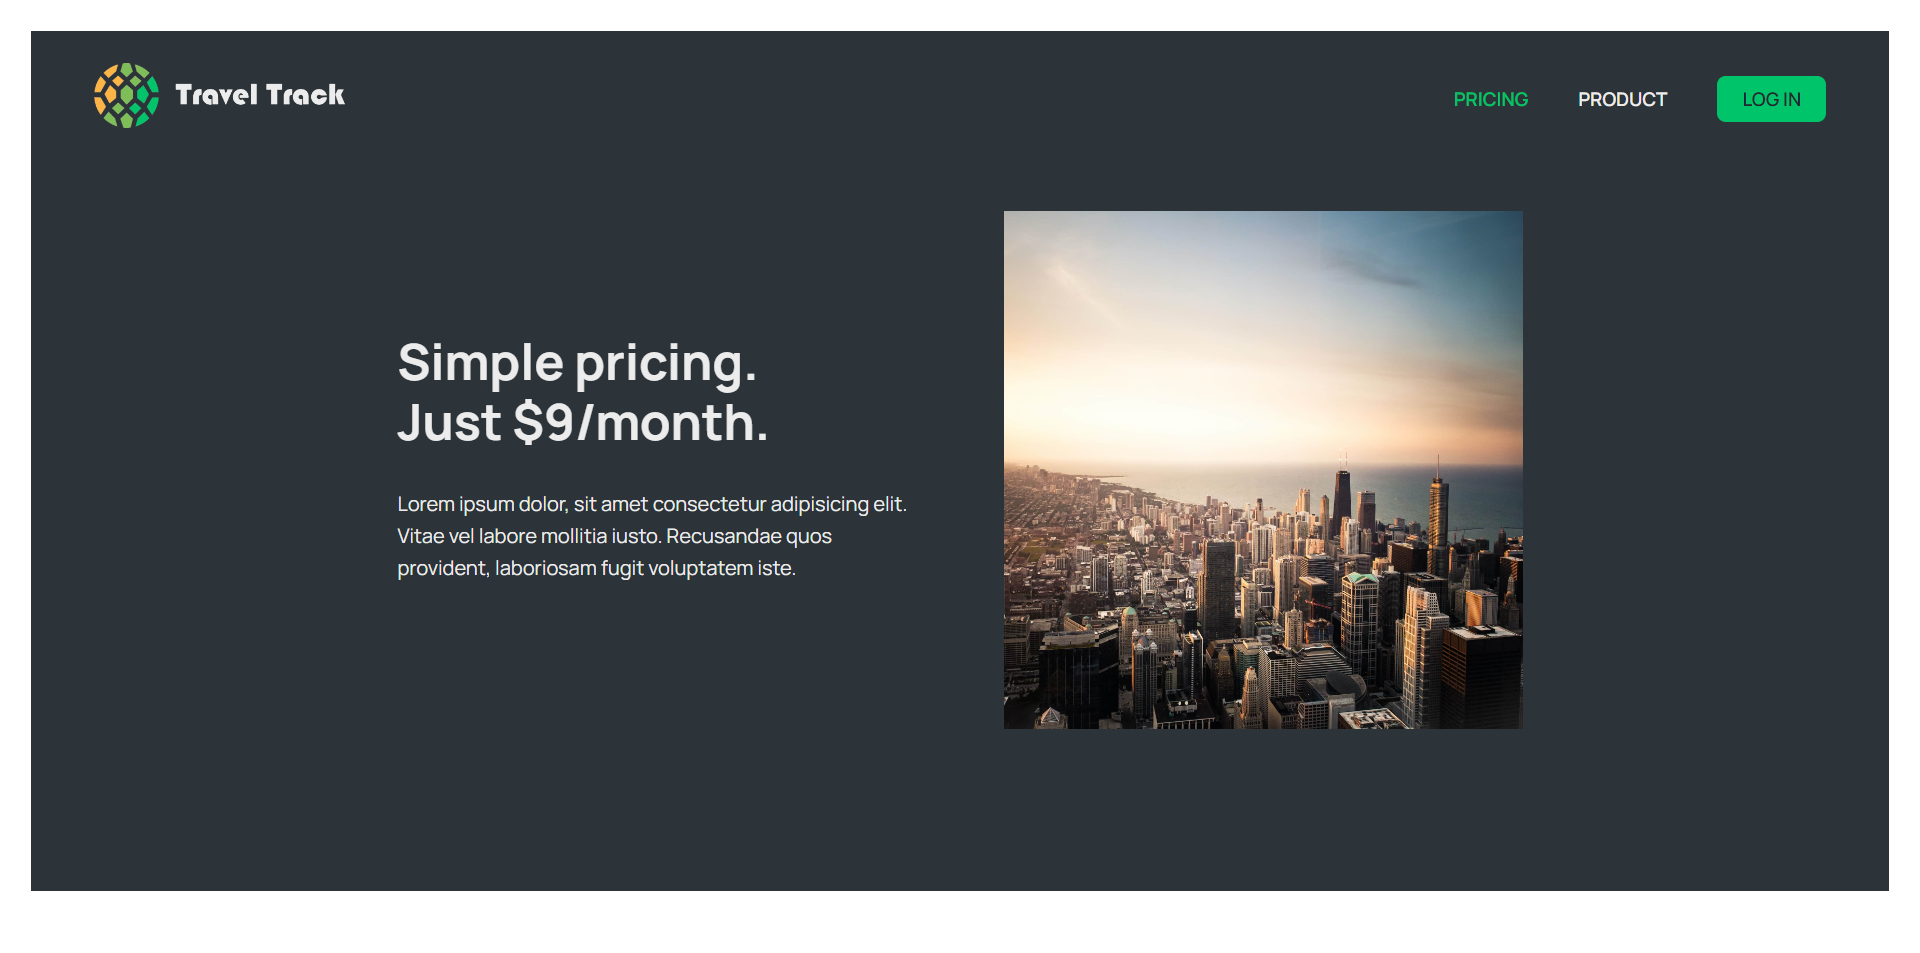 Travel Track
PRICING
PRODUCT
LOG IN
Simple pricing.
Just $9/month.
Lorem ipsum dolor, sit amet consectetur adipisicing elit.
Vitae vel labore mollitia iusto. Recusandae quos
provident, laboriosam fugit voluptatem iste.